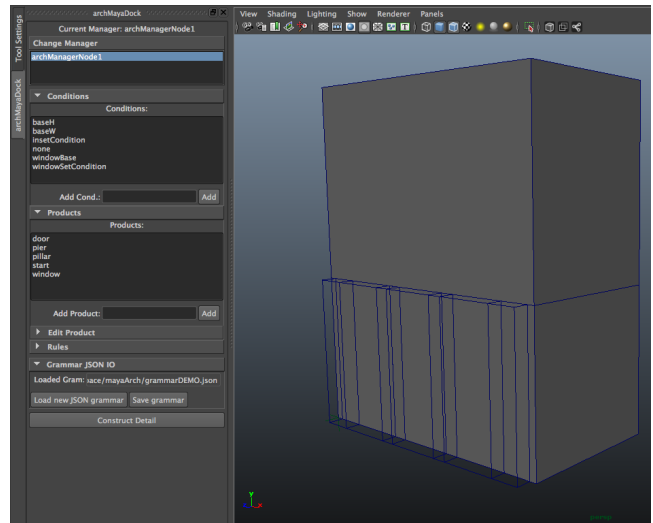 archMayaDock
Tool Settings
archMayaDock
Current Manager: archManagerNode1
Change Manager
archManagerNode1
Conditions
Conditions:
baseH
baseW
insetCondition
none
windowBase
windowSetCondition
Add Cond.:
Add
Products
Products:
door
pier
pillar
start
window
Add Product:
Add
Edit Product
Rules
Grammar JSON IO
Loaded Gram: ace/mayaArch/grammarDEMO.json
Load new JSON grammar Save grammar
Construct Detail
View Shading Lighting Show Renderer Panels
y